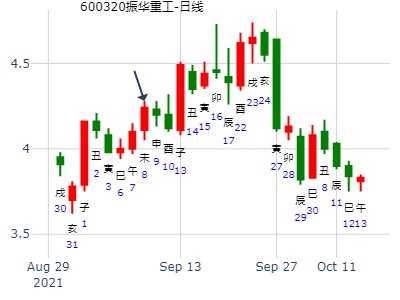 600320振华重工-日线
4.5
4
3.5
戌
30
亥
31
子
1
丑
2
寅
3
巳
6
午
7
未
8
申
9
酉
10
子
13
丑
14
寅
15
卯
16
辰
17
酉
22
戌
23
亥
24
寅
27
卯
28
辰
29
巳
30
丑
8
辰
11
巳
12
午
13
Aug 29
2021
Sep 13
Sep 27
Oct 11